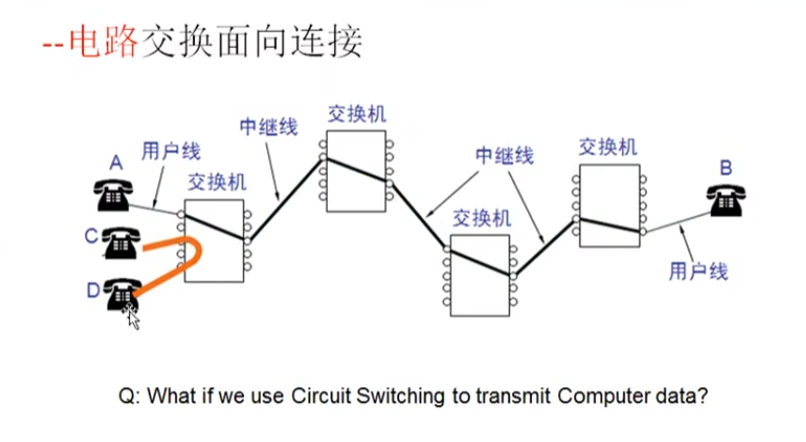 --电路交换面向连接
交换机
中继线
用户线
A
交换机
中继线
交换机
B
交换机
C
D
用户线
Q: What if we use Circuit Switching to transmit Computer data?